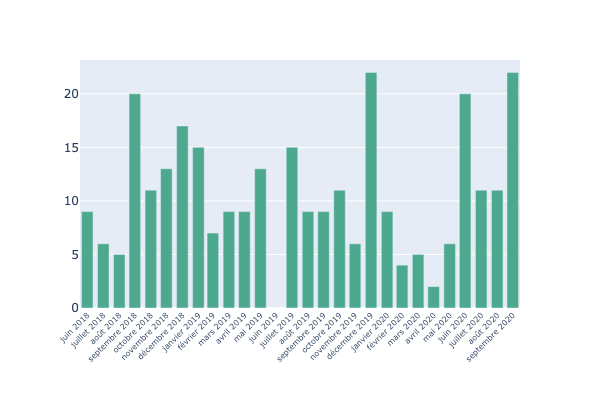 20
15
10
5
0
juin 2018
juillet 2018
août 2018
septembre 2018
octobre 2018
novembre 2018
décembre 2018
janvier 2019
février 2019
mars 2019
avril 2019
mai 2019
juin 2019
juillet 2019
août 2019
septembre 2019
octobre 2019
novembre 2019
décembre 2019
janvier 2020
février 2020
mars 2020
avril 2020
mai 2020
juin 2020
juillet 2020
août 2020
septembre 2020